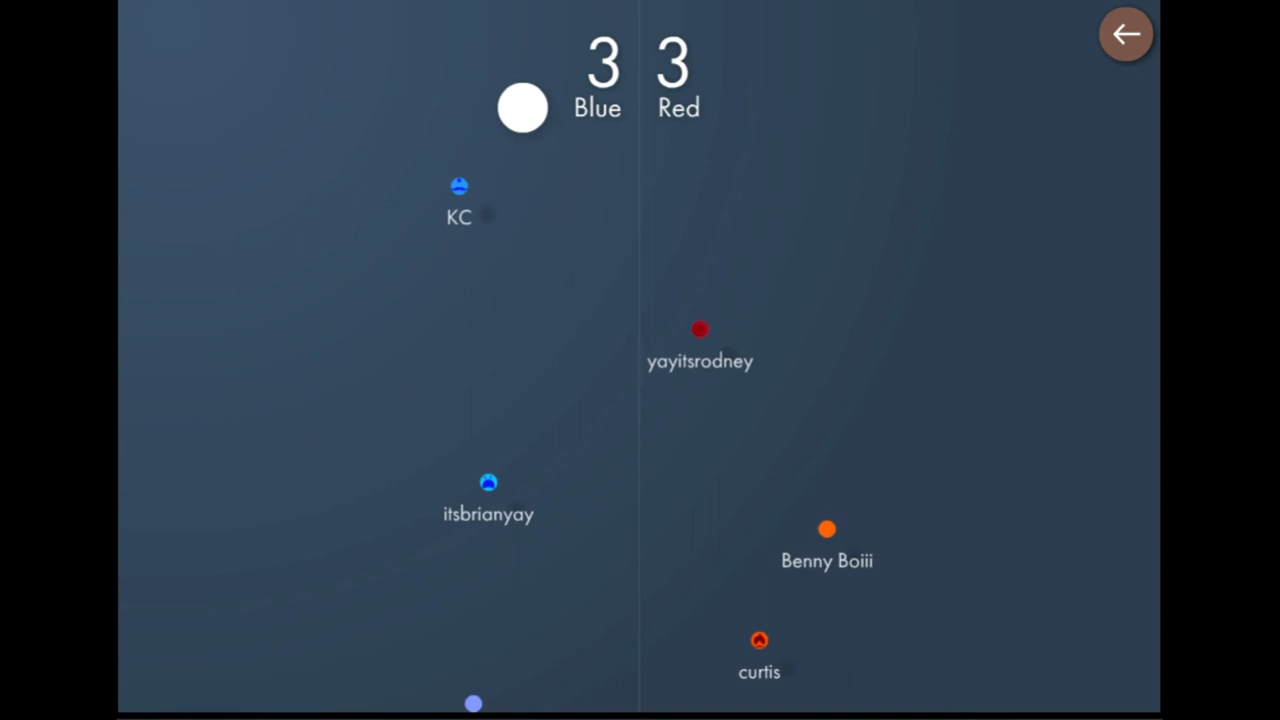 3 3
Blue Red
KC
yayitsrodney
itsbrianyay
Benny Boiii
curtis